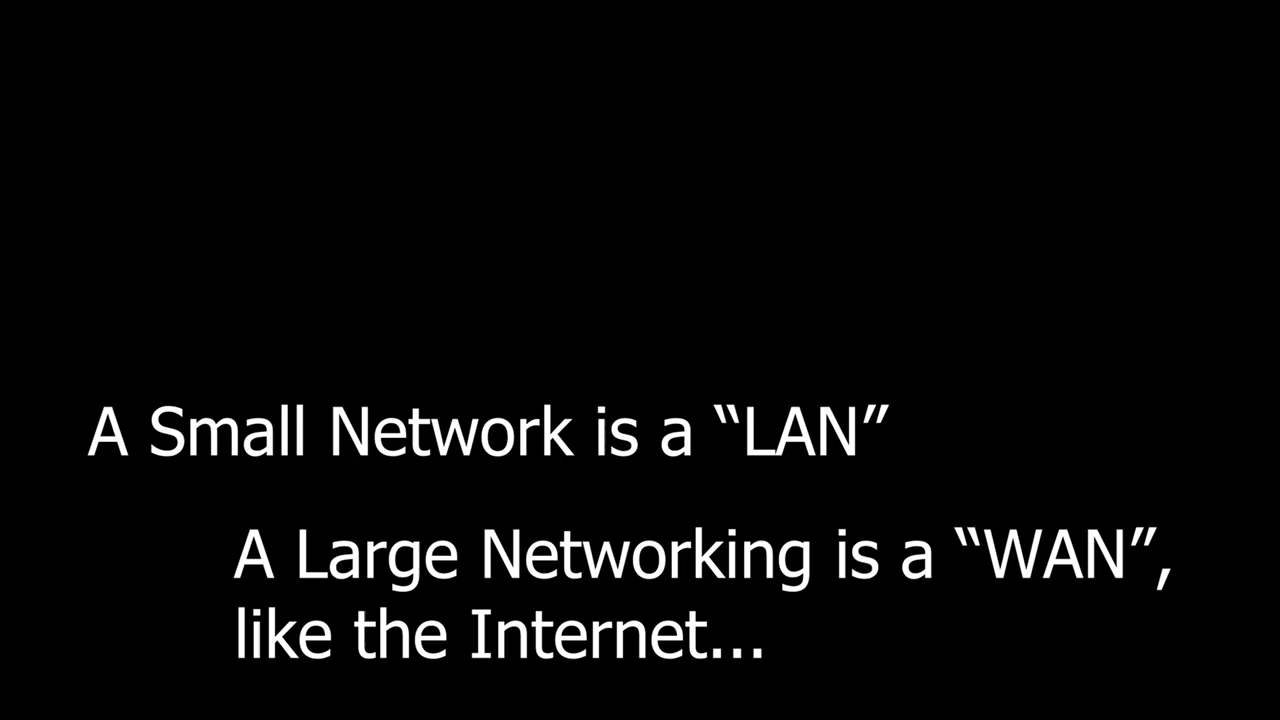 A Small Network is a “LAN”
A Large Networking is a “WAN”,
like the Internet...